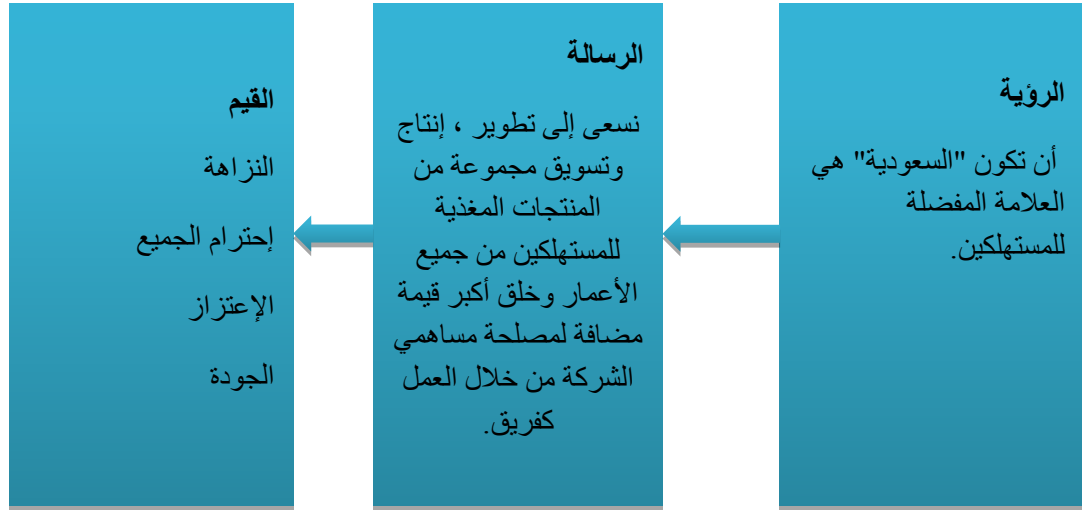 الرؤية
أن تكون "السعودية" هي
العلامة المفضلة
للمستهلكين.
الرسالة
نسعى إلى تطوير ، إنتاج
وتسويق مجموعة من
المنتجات المغذية
للمستهلكين من جميع
الأعمار وخلق أكبر قيمة
مضافة لمصلحة مساهمي
الشركة من خلال العمل
كفريق.
القيم
النزاهة
إحترام الجميع
الإعتزاز
الجودة